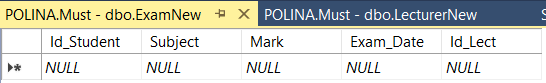 POLINA.Must - dbo.ExamNew POLINA.Must - dbo.LecturerNew
Id_Student Subject Mark Exam_Date Id_Lect
NULL NULL NULL NULL NULL